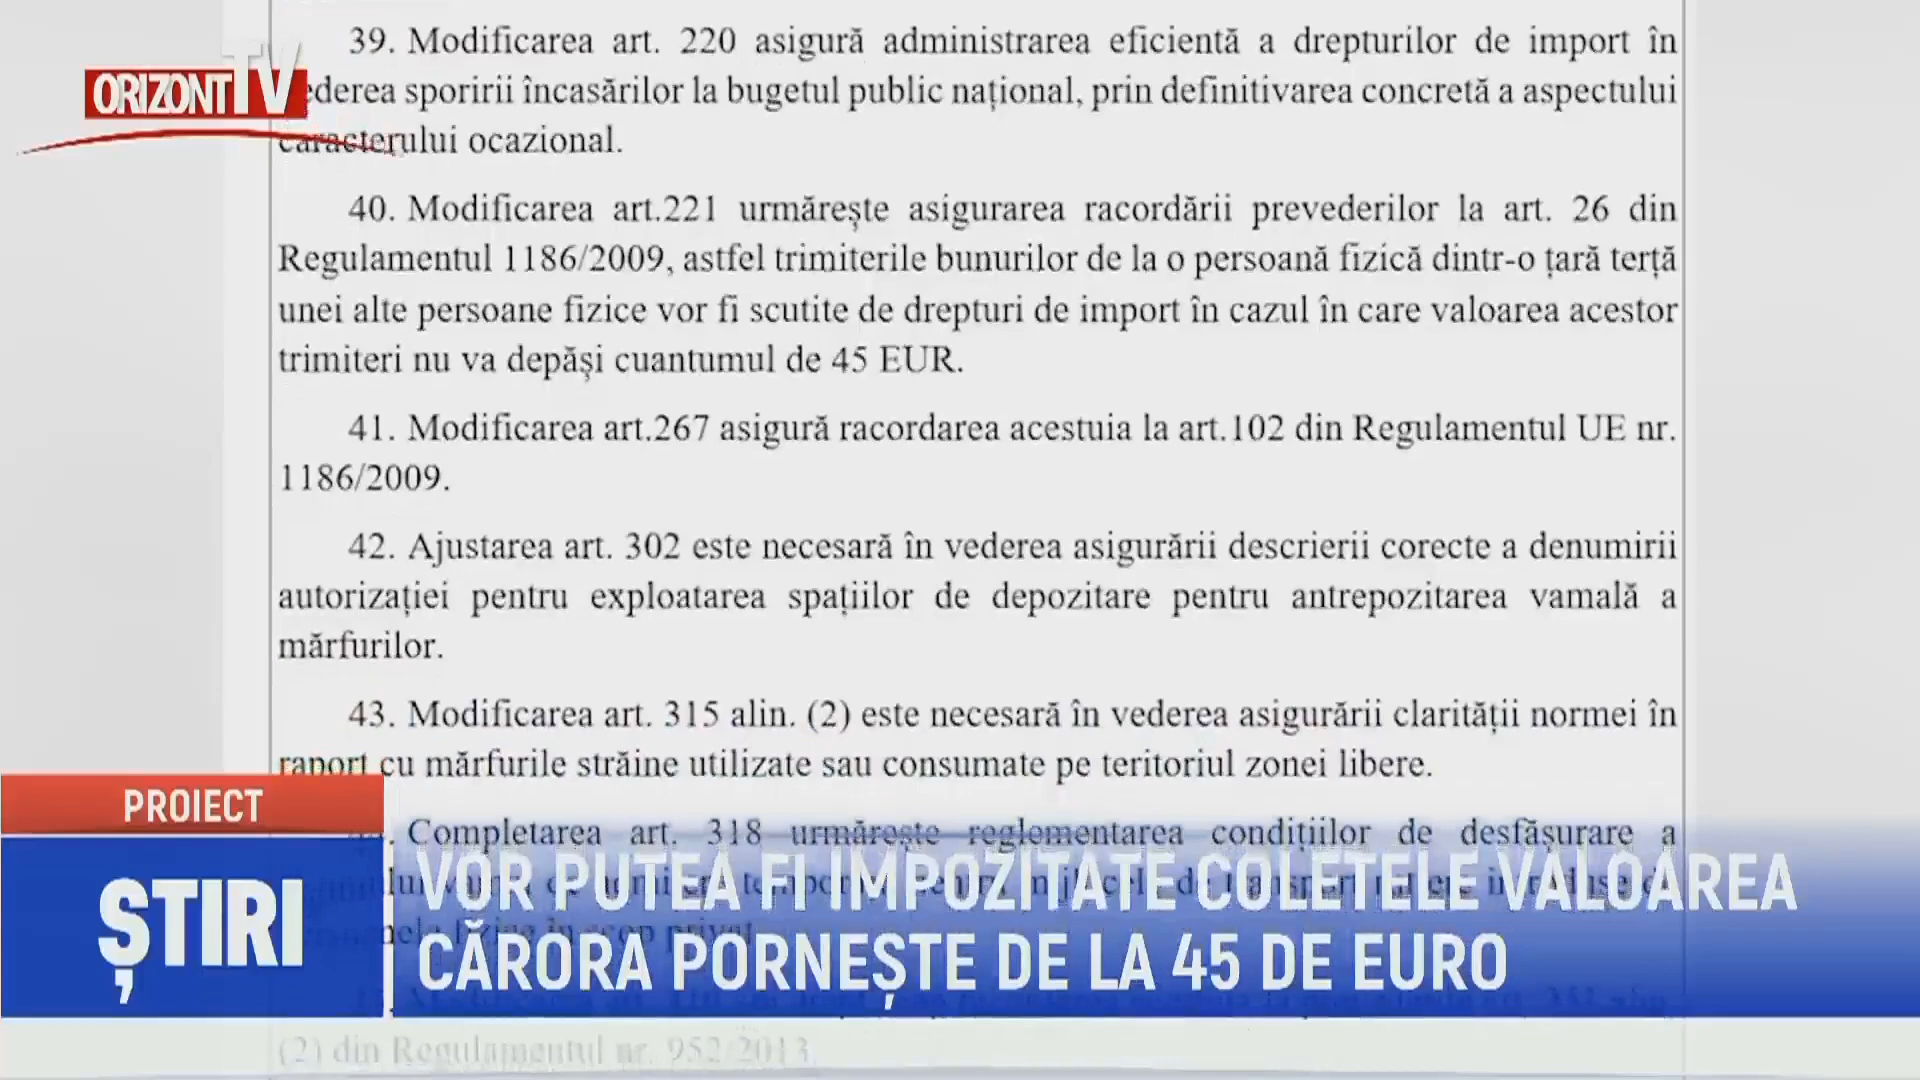 39. Modificarea art. 220 asigură administrarea eficientă a drepturilor de import în
ORIZONT TV
ederea sporirii încasărilor la bugetul public național, prin definitivarea concretă a aspectului
caracterului ocazional.
40. Modificarea art.221 urmărește asigurarea racordării prevederilor la art. 26 din
Regulamentul 1186/2009, astfel trimiterile bunurilor de la o persoană fizică dintr-o țară terță
unei alte persoane fizice vor fi scutite de drepturi de import în cazul în care valoarea acestor
trimiteri nu va depăși cuantumul de 45 EUR.
41. Modificarea art.267 asigură racordarea acestuia la art.102 din Regulamentul UE nr.
1186/2009.
42. Ajustarea art. 302 este necesară în vederea asigurării descrierii corecte a denumirii
autorizației pentru exploatarea spațiilor de depozitare pentru antrepozitarea vamală a
mărfurilor.
43. Modificarea art. 315 alin. (2) este necesară în vederea asigurării clarității normei în
raport cu mărfurile străine utilizate sau consumate pe teritoriul zonei libere.
PROIECT
Completarea art. 318 urmărește reglementarea condițiilor de desfășurare a
ȘTIRI
VOR PUTEA FI IMPOZITATE COLETELE VALOAREA
CĂRORA PORNEȘTE DE LA 45 DE EURO
(2) din Regulamentul nr. 952/2013.